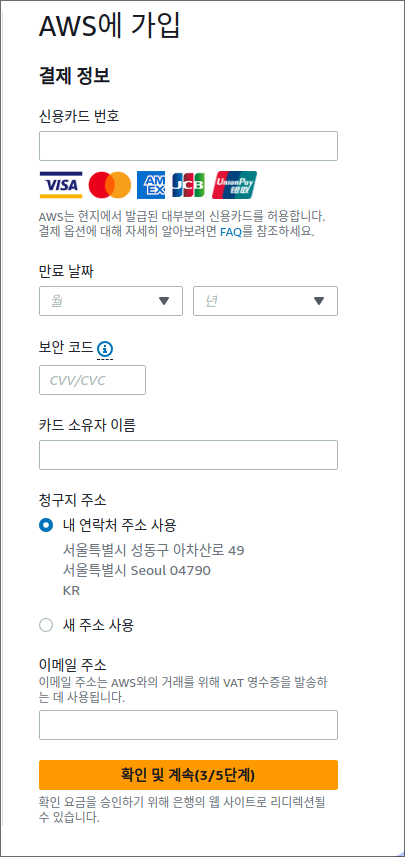 AWS에 가입
결제 정보
신용카드 번호
VISA AM EX JCB UnionPay 银联
AWS는 현지에서 발급된 대부분의 신용카드를 허용합니다.
결제 옵션에 대해 자세히 알아보려면 FAQ를 참조하세요.
만료 날짜
월 년
보안 코드
CVV/CVC
카드 소유자 이름
청구지 주소
내 연락처 주소 사용
서울특별시 성동구 아차산로 49
서울특별시 Seoul 04790
KR
새 주소 사용
이메일 주소
이메일 주소는 AWS와의 거래를 위해 VAT 영수증을 발송하
는 데 사용됩니다.
확인 및 계속(3/5단계)
확인 요금을 승인하기 위해 은행의 웹 사이트로 리디렉션될
수 있습니다.